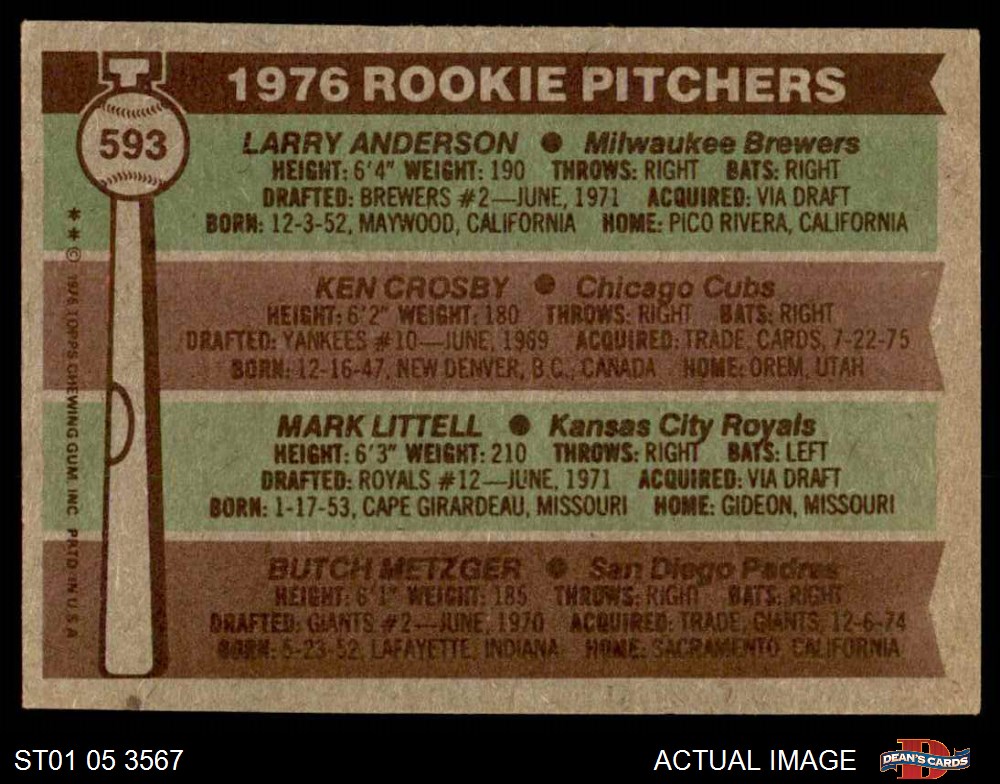 1976 ROOKIE PITCHERS
593
LARRY ANDERSON ● Milwaukee Brewers
HEIGHT: 6'4" WEIGHT: 190 THROWS: RIGHT BATS: RIGHT
DRAFTED: BREWERS #2—JUNE, 1971 ACQUIRED: VIA DRAFT
BORN: 12-3-52, MAYWOOD, CALIFORNIA HOME: PICO RIVERA, CALIFORNIA
KEN CROSBY ● Chicago Cubs
HEIGHT: 6'2" WEIGHT: 180 THROWS: RIGHT BATS: RIGHT
DRAFTED: YANKEES #10—JUNE, 1969 ACQUIRED: TRADE, CARDS, 7-22-75
BORN: 12-16-47, NEW DENVER, B.C., CANADA HOME: OREM, UTAH
MARK LITTELL ● Kansas City Royals
HEIGHT: 6'3" WEIGHT: 210 THROWS: RIGHT BATS: LEFT
DRAFTED: ROYALS #12—JUNE, 1971 ACQUIRED: VIA DRAFT
BORN: 1-17-53, CAPE GIRARDEAU, MISSOURI HOME: GIDEON, MISSOURI
BUTCH METZGER ● San Diego Padres
HEIGHT: 6'1" WEIGHT: 185 THROWS: RIGHT BATS: RIGHT
DRAFTED: GIANTS #2—JUNE, 1970 ACQUIRED: TRADE, GIANTS, 12-6-74
BORN: 5-23-52, LAFAYETTE, INDIANA HOME: SACRAMENTO, CALIFORNIA
** © 1976 TOPPS CHEWING GUM, INC. PRTD. IN U.S.A.
ST01 05 3567
ACTUAL IMAGE
D
DEAN'S CARDS